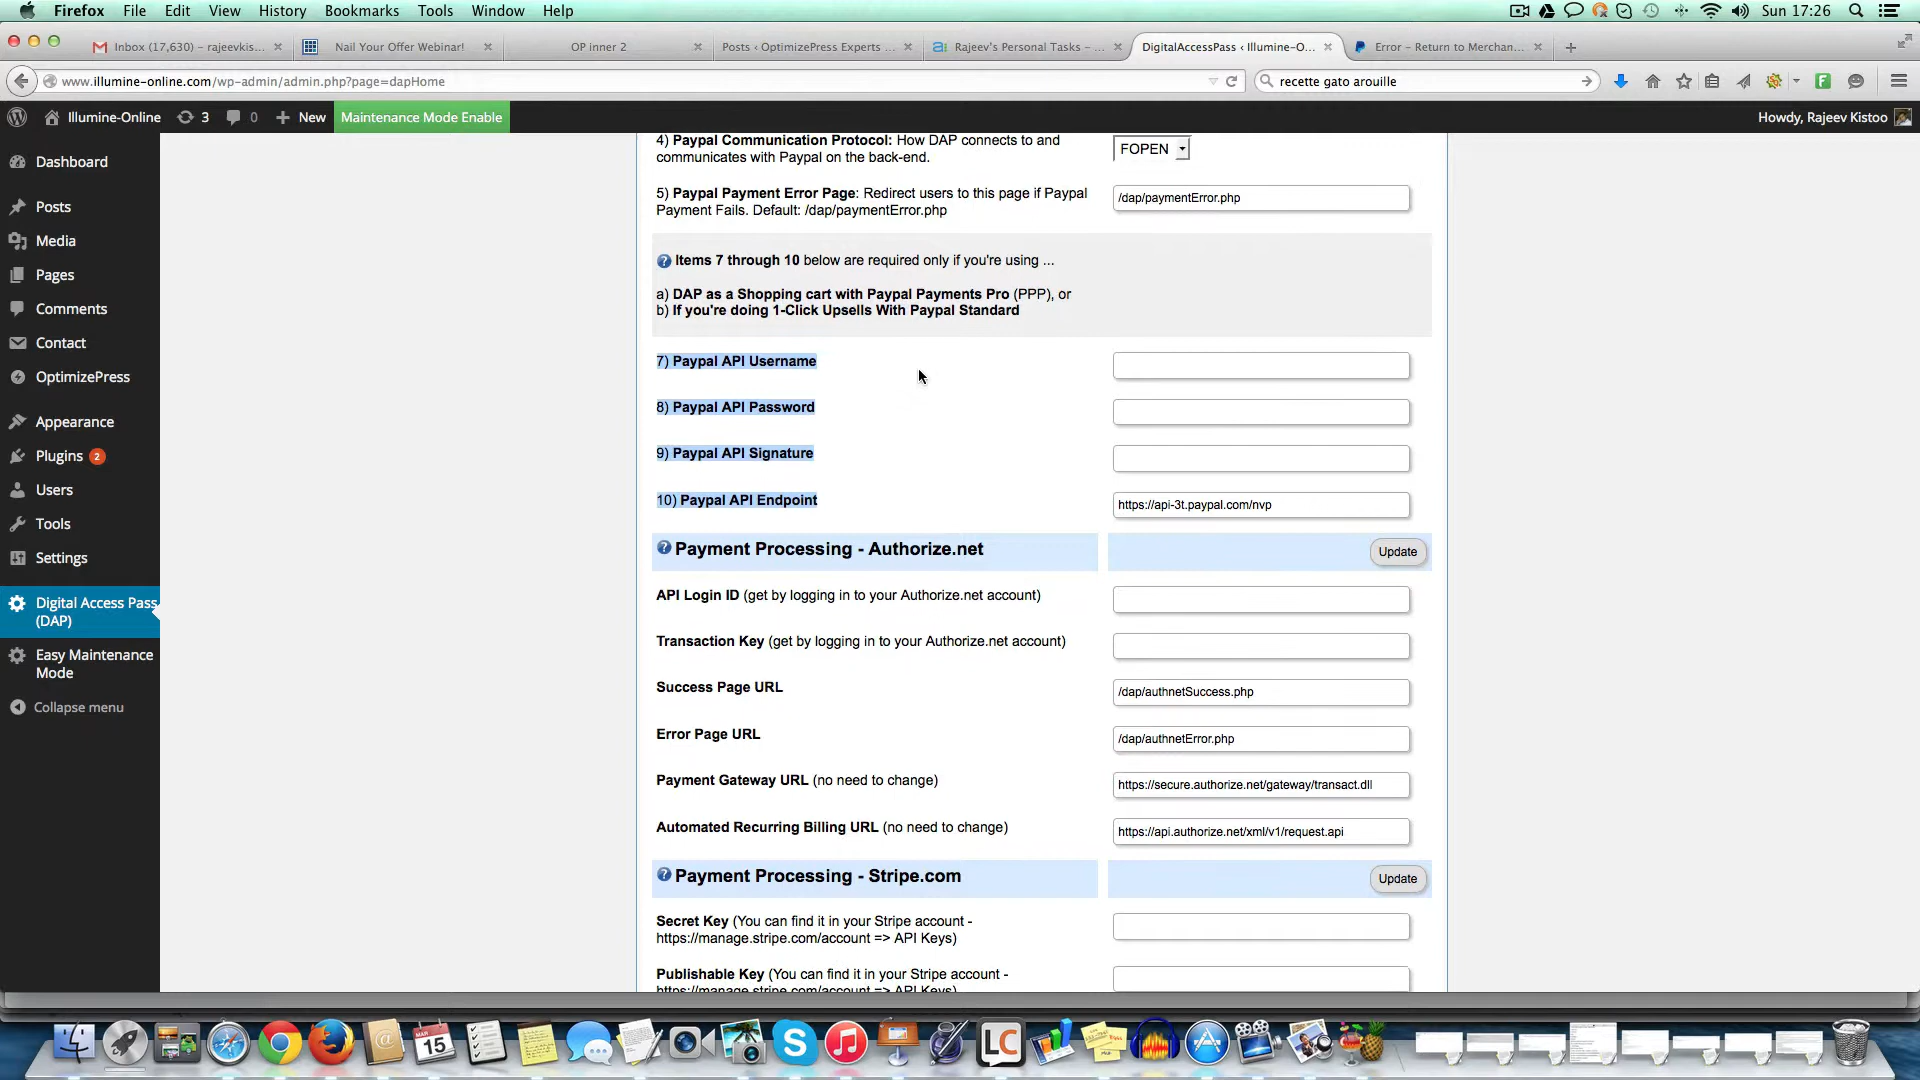 Firefox File Edit View History Bookmarks Tools Window Help Sun 17:26
Inbox (17,630) – rajeevkis... Nail Your Offer Webinar! OP inner 2 Posts ‹ OptimizePress Experts ... Rajeev's Personal Tasks – ... DigitalAccessPass ‹ Illumine-O... Error – Return to Merchan...
www.illumine-online.com/wp-admin/admin.php?page=dapHome recette gato arouille
Illumine-Online 3 0 New Maintenance Mode Enable Howdy, Rajeev Kistoo
Dashboard
Posts
Media
Pages
Comments
Contact
OptimizePress
Appearance
Plugins 2
Users
Tools
Settings
Digital Access Pass
(DAP)
Easy Maintenance
Mode
Collapse menu
4) Paypal Communication Protocol: How DAP connects to and
communicates with Paypal on the back-end.
FOPEN
5) Paypal Payment Error Page: Redirect users to this page if Paypal
Payment Fails. Default: /dap/paymentError.php
/dap/paymentError.php
Items 7 through 10 below are required only if you're using ...
a) DAP as a Shopping cart with Paypal Payments Pro (PPP), or
b) If you're doing 1-Click Upsells With Paypal Standard
7) Paypal API Username
8) Paypal API Password
9) Paypal API Signature
10) Paypal API Endpoint
https://api-3t.paypal.com/nvp
Payment Processing - Authorize.net Update
API Login ID (get by logging in to your Authorize.net account)
Transaction Key (get by logging in to your Authorize.net account)
Success Page URL
/dap/authnetSuccess.php
Error Page URL
/dap/authnetError.php
Payment Gateway URL (no need to change)
https://secure.authorize.net/gateway/transact.dll
Automated Recurring Billing URL (no need to change)
https://api.authorize.net/xml/v1/request.api
Payment Processing - Stripe.com Update
Secret Key (You can find it in your Stripe account -
https://manage.stripe.com/account => API Keys)
Publishable Key (You can find it in your Stripe account -
https://manage.stripe.com/account => API Keys)
MAR
15
LC